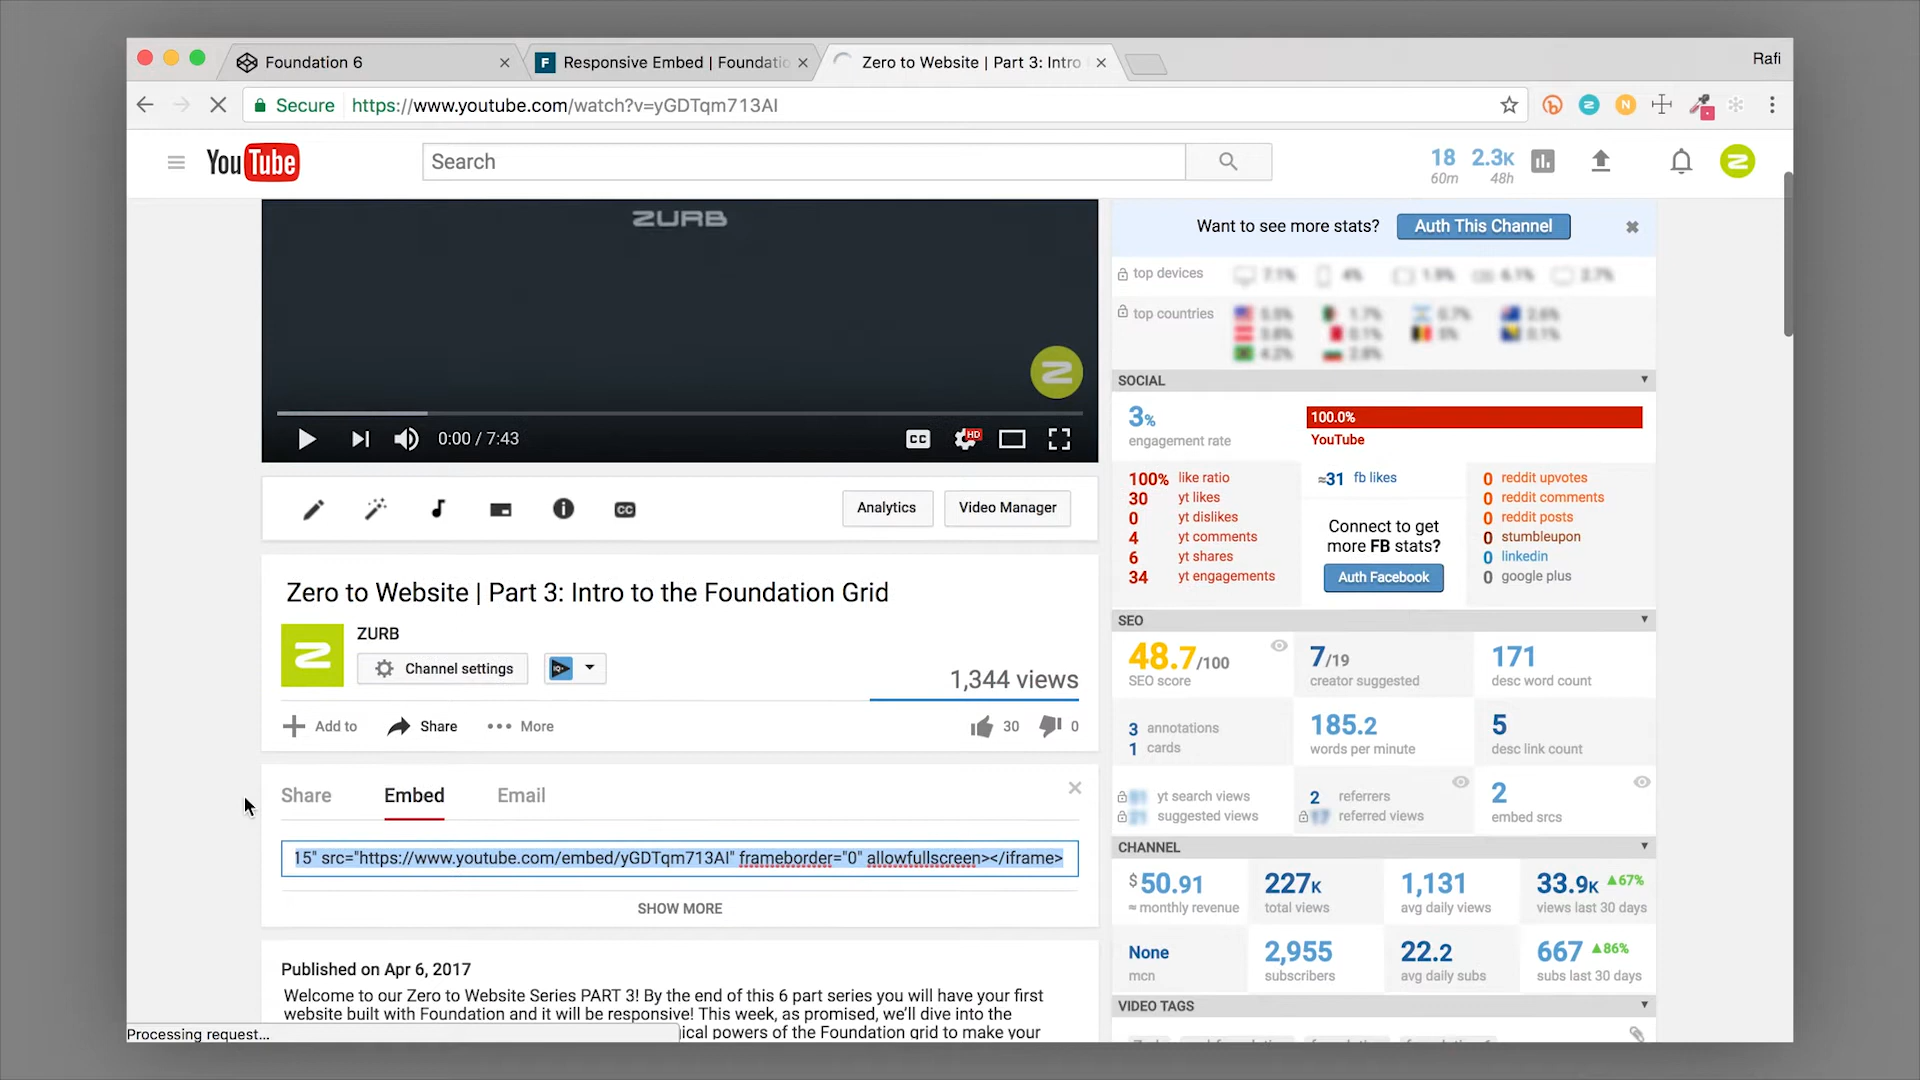 Foundation 6
Responsive Embed | Foundatio
Zero to Website | Part 3: Intro
Rafi
Secure https://www.youtube.com/watch?v=yGDTqm713AI
YouTube
Search
18 2.3K
60m 48h
ZURB
0:00 / 7:43
CC
HD
Analytics
Video Manager
Zero to Website | Part 3: Intro to the Foundation Grid
ZURB
Channel settings
1,344 views
Add to
Share
More
30
0
Share
Embed
Email
15" src="https://www.youtube.com/embed/yGDTqm713AI" frameborder="0" allowfullscreen></iframe>
SHOW MORE
Published on Apr 6, 2017
Welcome to our Zero to Website Series PART 3! By the end of this 6 part series you will have your first
website built with Foundation and it will be responsive! This week, as promised, we'll dive into the
ical powers of the Foundation grid to make your
Processing request...
Want to see more stats?
Auth This Channel
top devices
top countries
SOCIAL
3%
engagement rate
100.0%
YouTube
100% like ratio
30 yt likes
0 yt dislikes
4 yt comments
6 yt shares
34 yt engagements
≈31 fb likes
Connect to get
more FB stats?
Auth Facebook
0 reddit upvotes
0 reddit comments
0 reddit posts
0 stumbleupon
0 linkedin
0 google plus
SEO
48.7/100
SEO score
7/19
creator suggested
171
desc word count
3 annotations
1 cards
185.2
words per minute
5
desc link count
yt search views
suggested views
2 referrers
referred views
2
embed srcs
CHANNEL
$50.91
≈ monthly revenue
227K
total views
1,131
avg daily views
33.9K ▲67%
views last 30 days
None
mcn
2,955
subscribers
22.2
avg daily subs
667 ▲86%
subs last 30 days
VIDEO TAGS